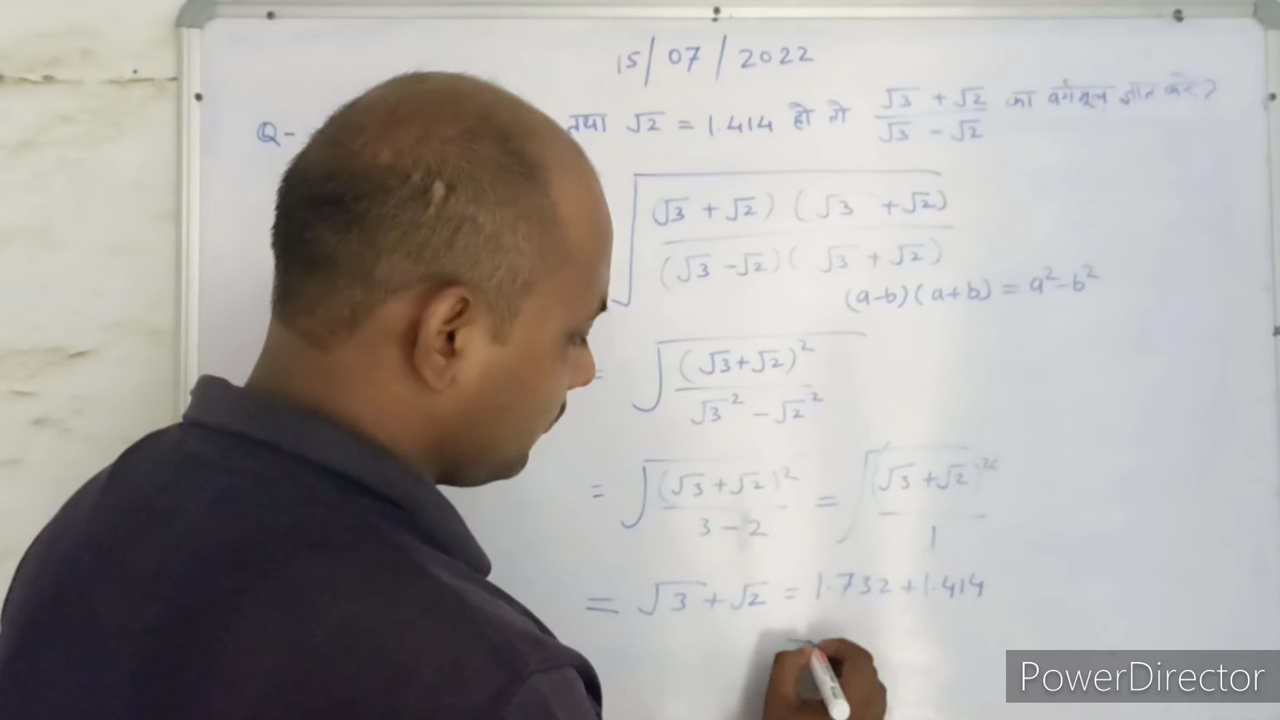 15/07/2022
Q- तथा √2 = 1.414 हो तो (√3 + √2)/(√3 - √2) का वर्गमूल ज्ञात करे ?
√((√3 + √2) (√3 + √2))/((√3 - √2) (√3 + √2))
(a-b)(a+b) = a²-b²
= √(√3+√2)²/(√3² - √2²)
= √(√3+√2)²/(3-2) = √(√3+√2)²/1
= √3+√2 = 1.732+1.414
PowerDirector